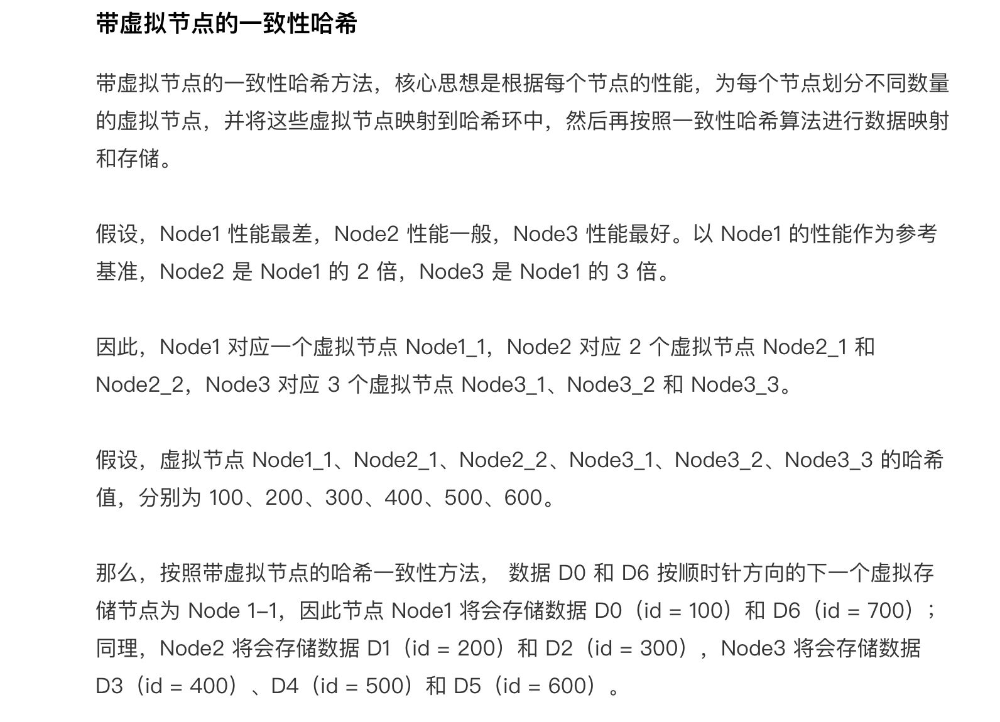 带虚拟节点的一致性哈希
带虚拟节点的一致性哈希方法，核心思想是根据每个节点的性能，为每个节点划分不同数量
的虚拟节点，并将这些虚拟节点映射到哈希环中，然后再按照一致性哈希算法进行数据映射
和存储。
假设，Node1 性能最差，Node2 性能一般，Node3 性能最好。以 Node1 的性能作为参考
基准，Node2 是 Node1 的 2 倍，Node3 是 Node1 的 3 倍。
因此，Node1 对应一个虚拟节点 Node1_1，Node2 对应 2 个虚拟节点 Node2_1 和
Node2_2，Node3 对应 3 个虚拟节点 Node3_1、Node3_2 和 Node3_3。
假设，虚拟节点 Node1_1、Node2_1、Node2_2、Node3_1、Node3_2、Node3_3 的哈希
值，分别为 100、200、300、400、500、600。
那么，按照带虚拟节点的哈希一致性方法， 数据 D0 和 D6 按顺时针方向的下一个虚拟存
储节点为 Node 1–1，因此节点 Node1 将会存储数据 D0（id = 100）和 D6（id = 700）；
同理，Node2 将会存储数据 D1（id = 200）和 D2（id = 300），Node3 将会存储数据
D3（id = 400）、D4（id = 500）和 D5（id = 600）。